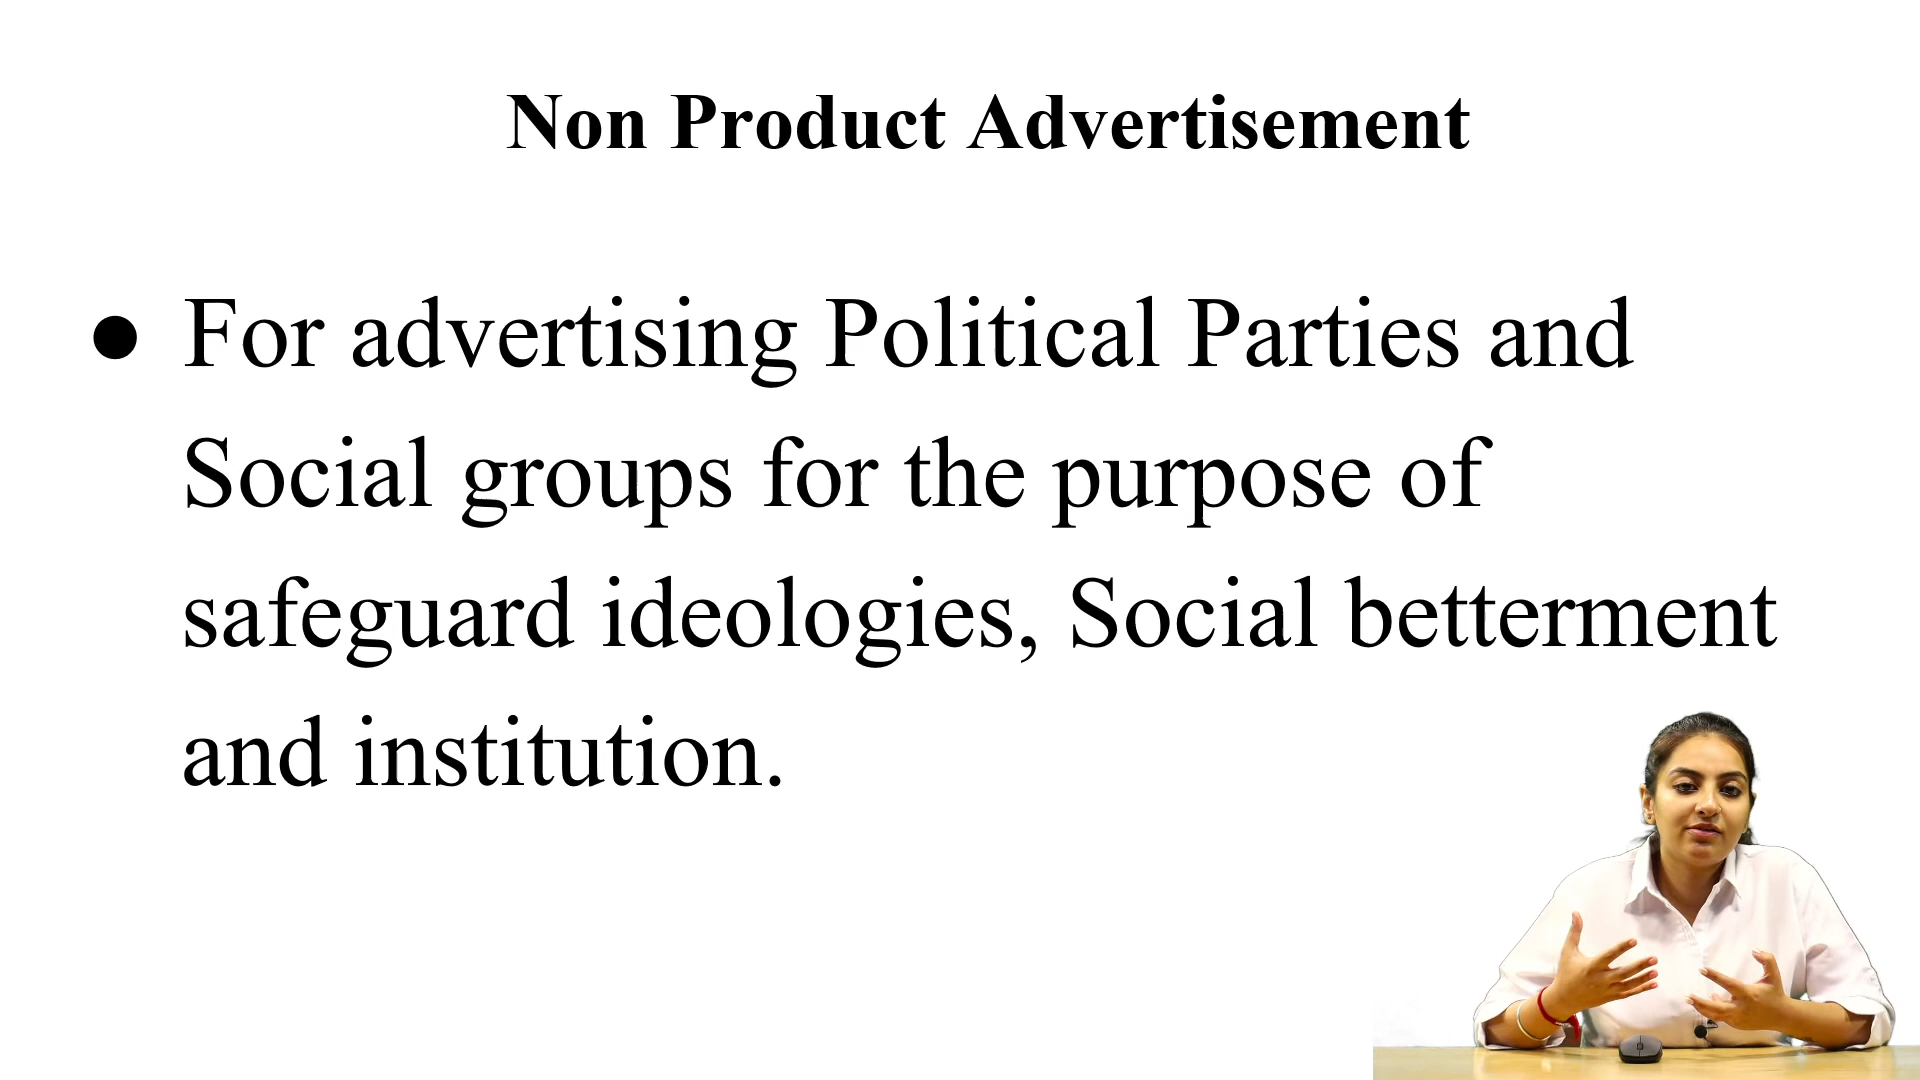 Non Product Advertisement
● For advertising Political Parties and
Social groups for the purpose of
safeguard ideologies, Social betterment
and institution.